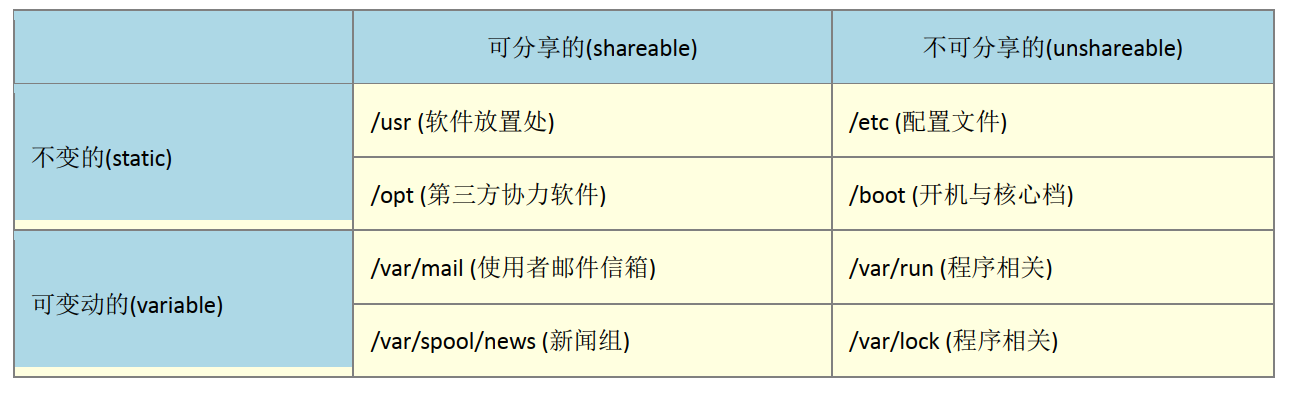 可分享的(shareable) 不可分享的(unshareable)
不变的(static) /usr (软件放置处) /etc (配置文件)
/opt (第三方协力软件) /boot (开机与核心档)
可变动的(variable) /var/mail (使用者邮件信箱) /var/run (程序相关)
/var/spool/news (新闻组) /var/lock (程序相关)